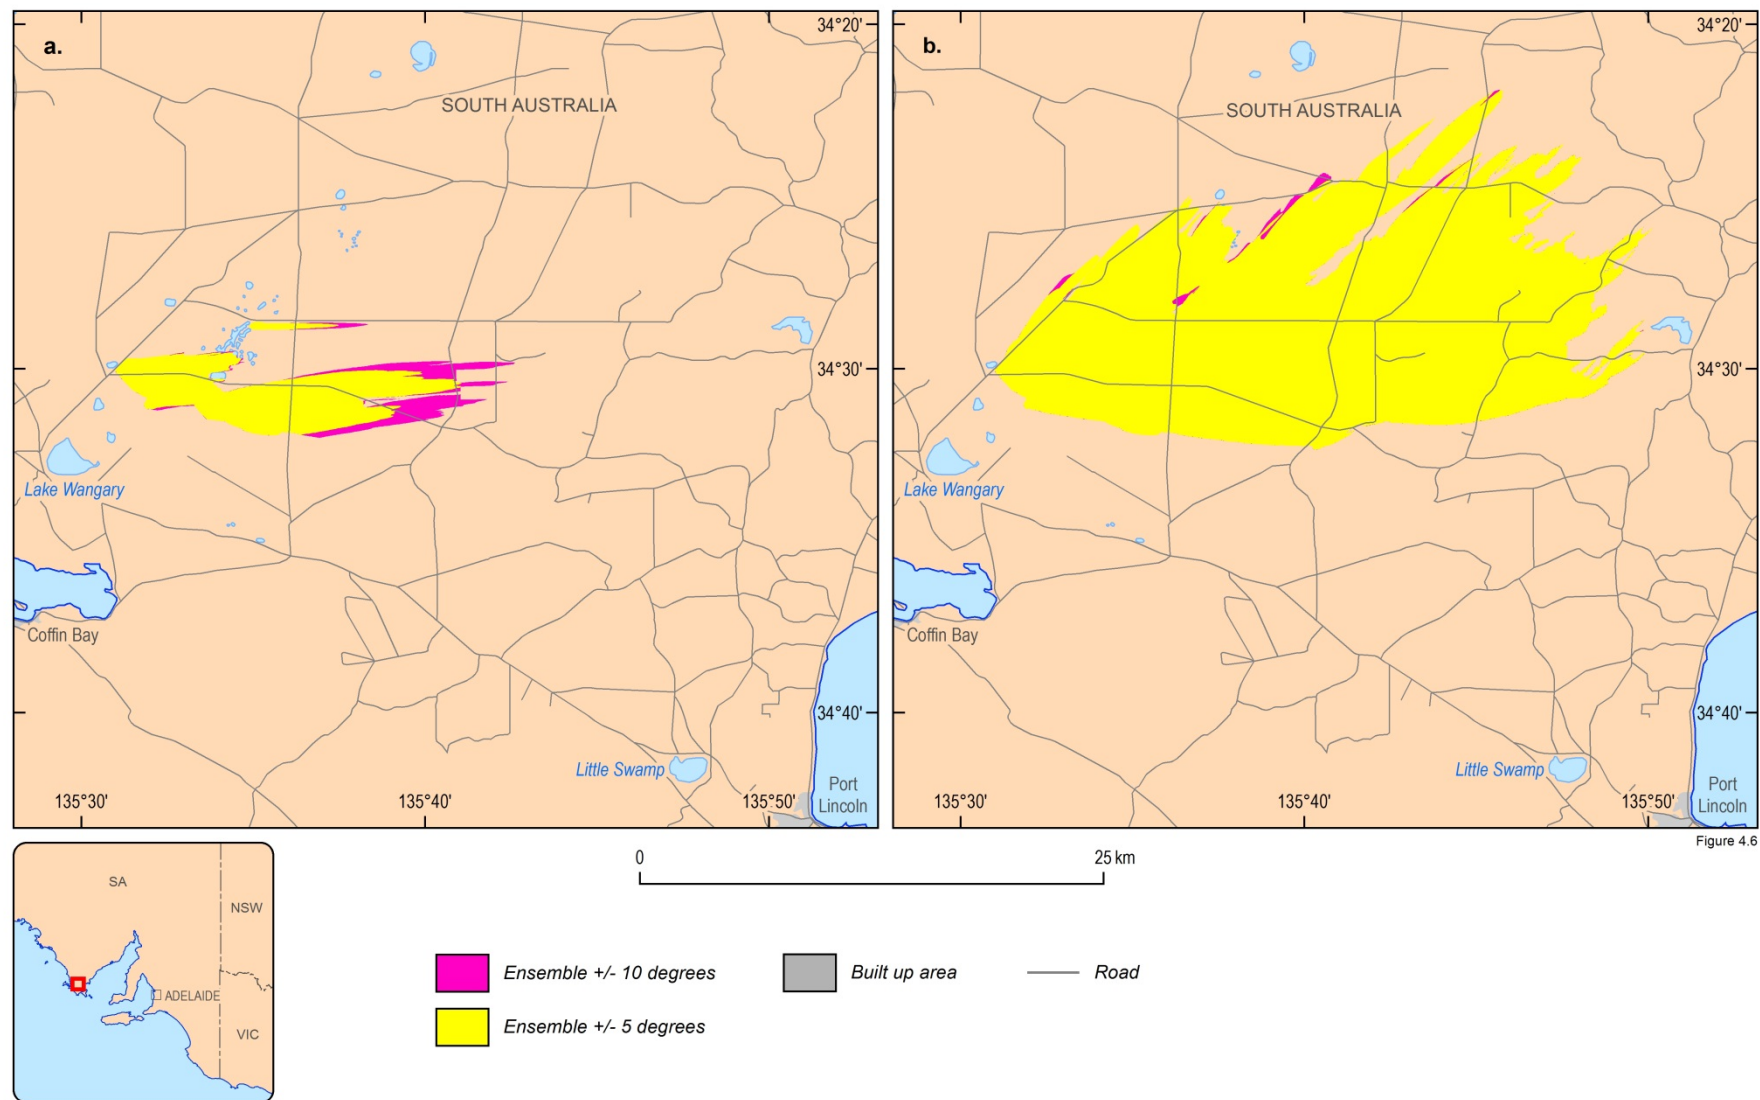 a.
34°20'
SOUTH AUSTRALIA
34°30'
Lake Wangary
Coffin Bay
34°40'
Little Swamp
Port
Lincoln
135°30'
135°40'
135°50'
b.
34°20'
SOUTH AUSTRALIA
34°30'
Lake Wangary
Coffin Bay
34°40'
Little Swamp
Port
Lincoln
135°30'
135°40'
135°50'
Figure 4.6
0
25 km
SA
NSW
ADELAIDE
VIC
Ensemble +/- 10 degrees
Built up area
Road
Ensemble +/- 5 degrees